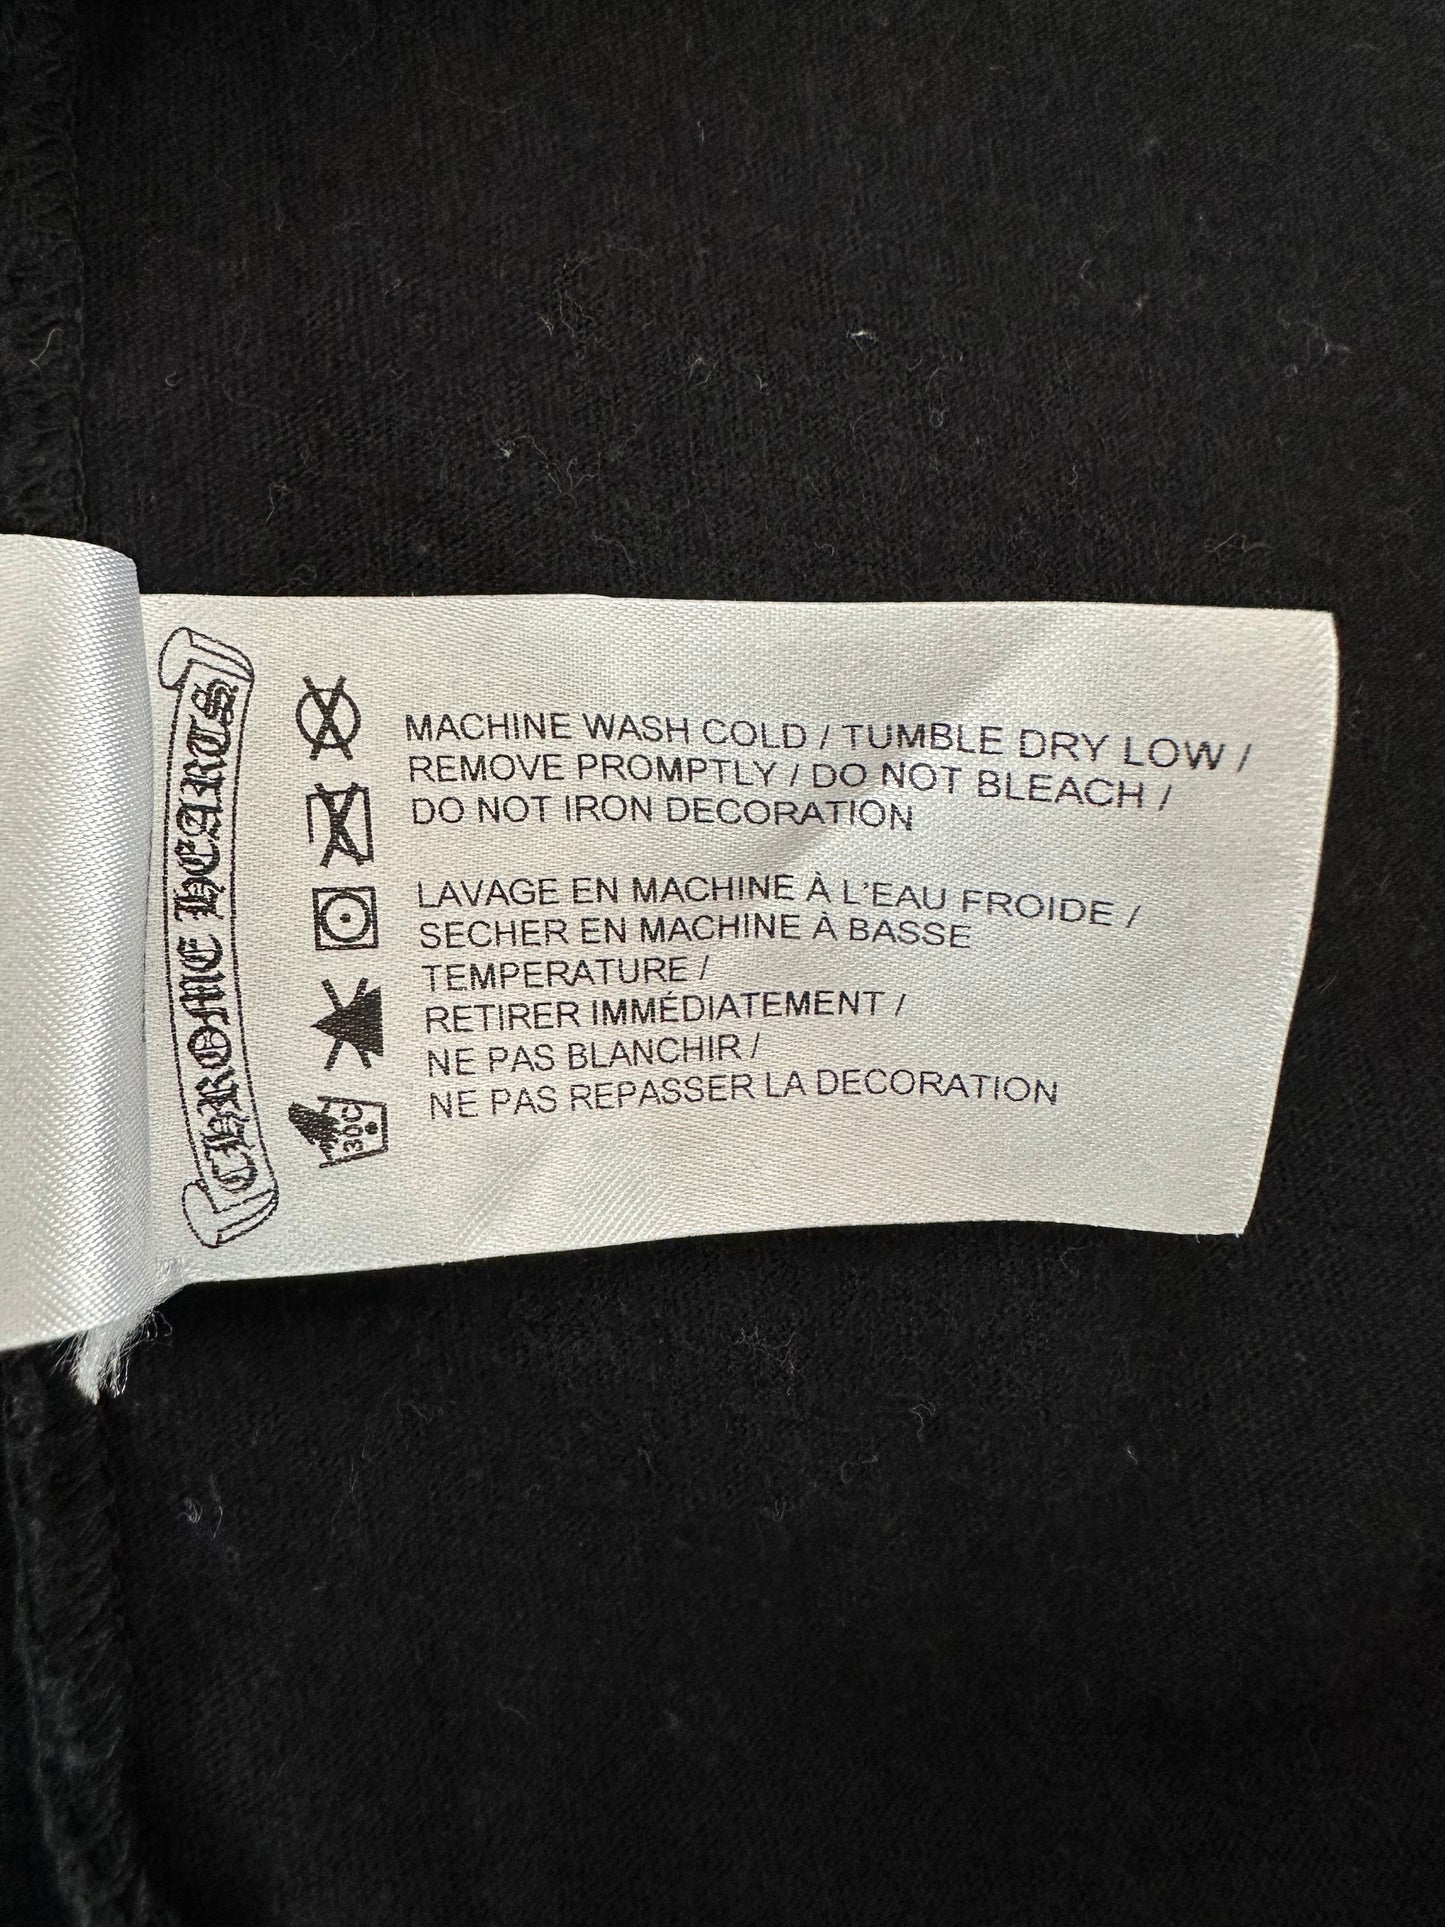 CHROME HEARTS
MACHINE WASH COLD / TUMBLE DRY LOW /
REMOVE PROMPTLY / DO NOT BLEACH /
DO NOT IRON DECORATION
LAVAGE EN MACHINE À L'EAU FROIDE /
SECHER EN MACHINE À BASSE
TEMPERATURE /
RETIRER IMMÉDIATEMENT /
NE PAS BLANCHIR /
NE PAS REPASSER LA DECORATION
30C